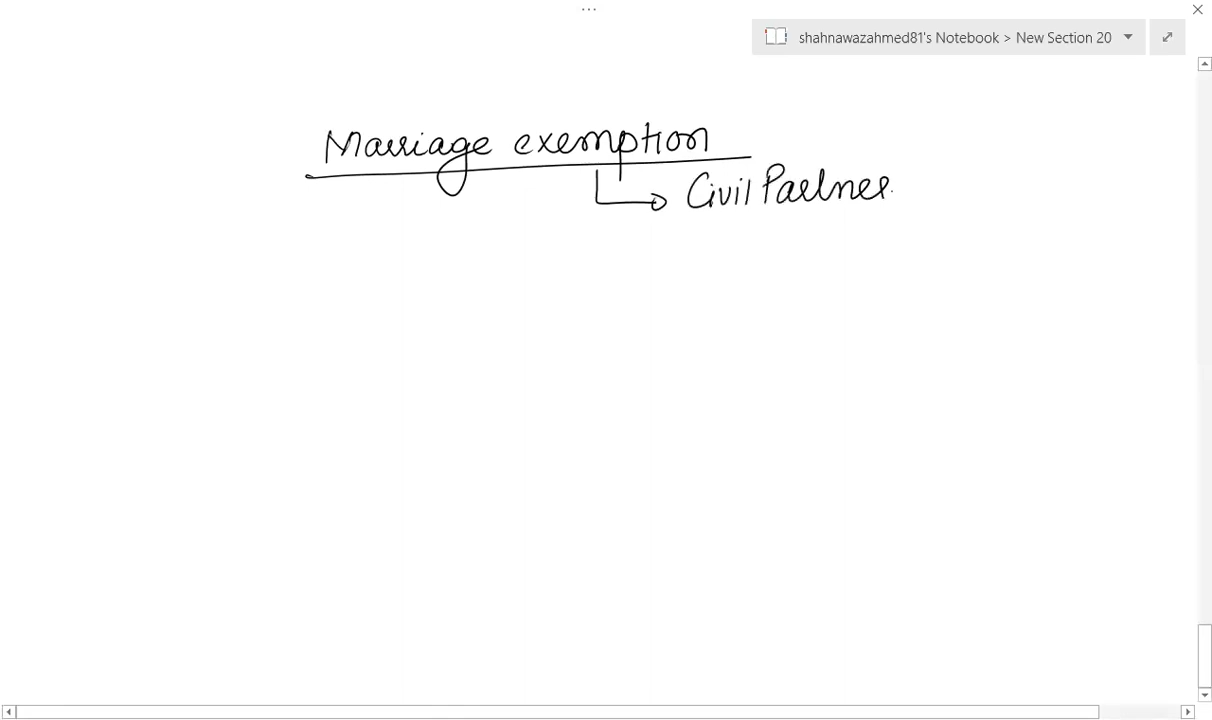 shahnawazahmed81's Notebook > New Section 20
Marriage exemption
Civil Partner